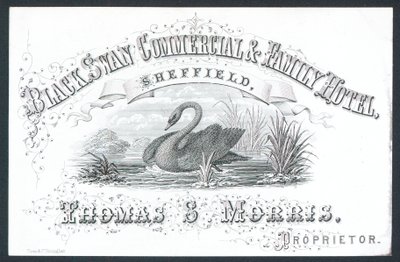 BLACK SWAN COMMERCIAL & FAMILY HOTEL.
SHEFFIELD.
THOMAS S. MORRIS.
PROPRIETOR.